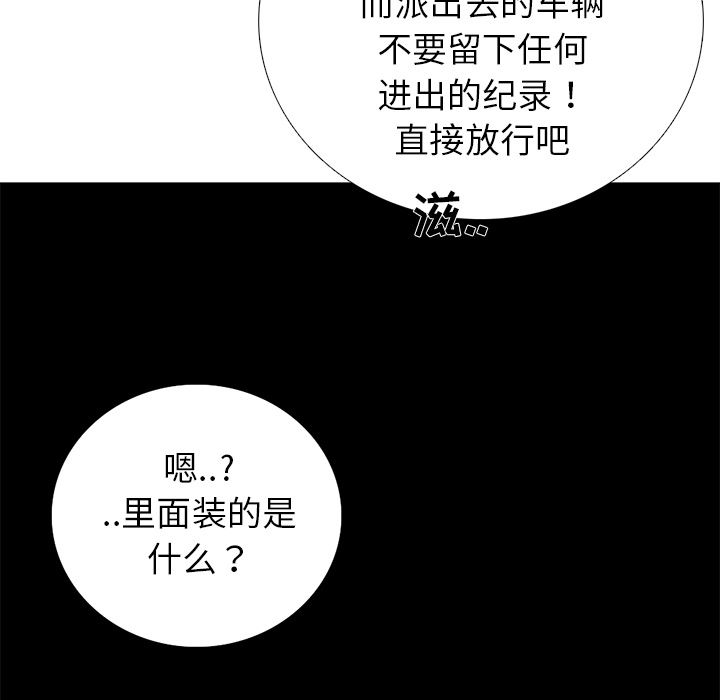 而派出去的车辆
不要留下任何
进出的纪录！
直接放行吧
滋..
嗯..?
..里面装的是
什么？